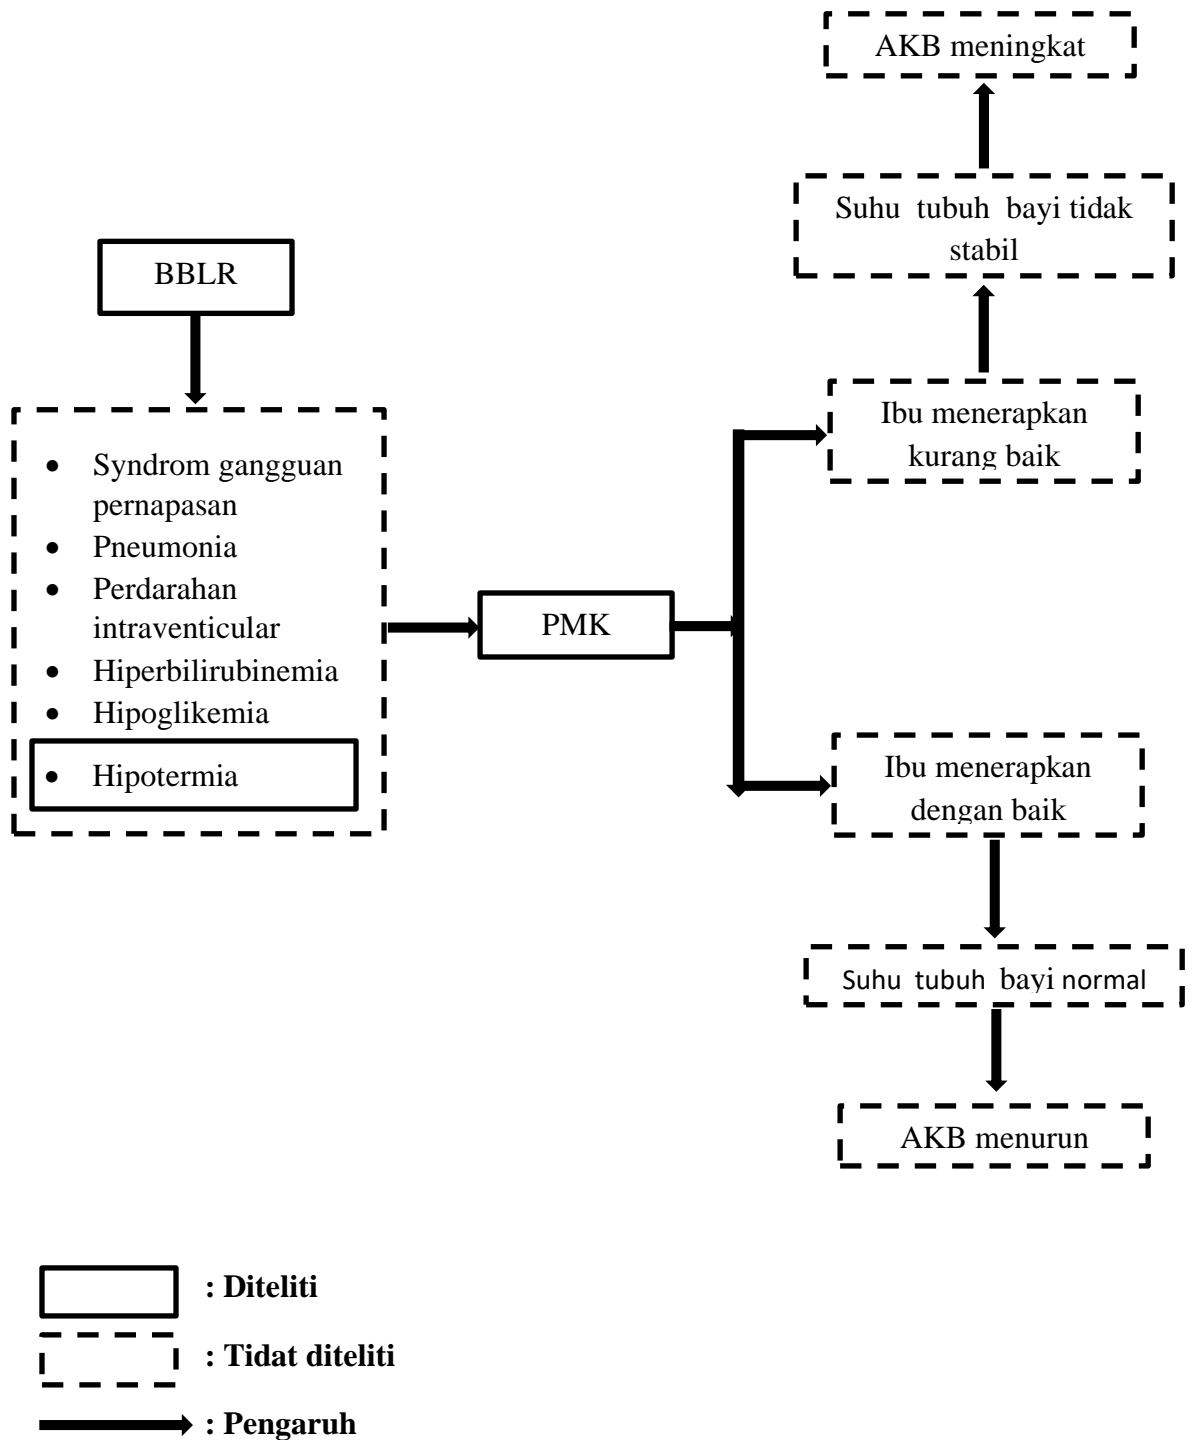 AKB meningkat
Suhu tubuh bayi tidak
stabil
BBLR
Ibu menerapkan
kurang baik
• Syndrom gangguan
pernapasan
• Pneumonia
• Perdarahan
intraventicular
• Hiperbilirubinemia
• Hipoglikemia
• Hipotermia
PMK
Ibu menerapkan
dengan baik
Suhu tubuh bayi normal
AKB menurun
: Diteliti
: Tidat diteliti
: Pengaruh